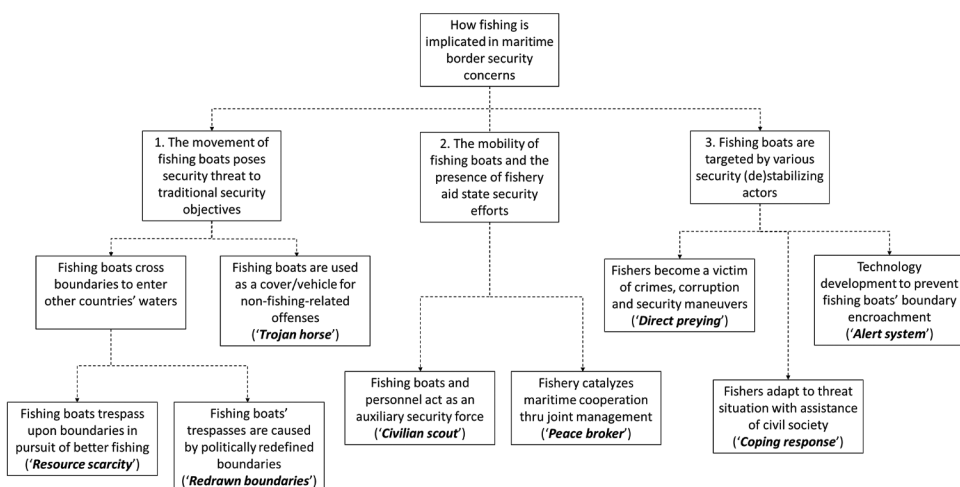 How fishing is
implicated in maritime
border security
concerns
1. The movement of
fishing boats poses
security threat to
traditional security
objectives
2. The mobility of
fishing boats and the
presence of fishery
aid state security
efforts
3. Fishing boats are
targeted by various
security (de)stabilizing
actors
Fishing boats cross
boundaries to enter
other countries’ waters
Fishing boats are used
as a cover/vehicle for
non-fishing-related
offenses
(‘Trojan horse’)
Fishers become a victim
of crimes, corruption
and security maneuvers
(‘Direct preying’)
Technology
development to prevent
fishing boats’ boundary
encroachment
(‘Alert system’)
Fishing boats trespass
upon boundaries in
pursuit of better fishing
(‘Resource scarcity’)
Fishing boats’
trespasses are caused
by politically redefined
boundaries
(‘Redrawn boundaries’)
Fishing boats and
personnel act as an
auxiliary security force
(‘Civilian scout’)
Fishery catalyzes
maritime cooperation
thru joint management
(‘Peace broker’)
Fishers adapt to threat
situation with assistance
of civil society
(‘Coping response’)